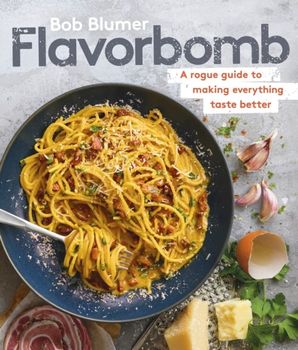 Bob Blumer
Flavorbomb
A rogue guide to
making everything
taste better